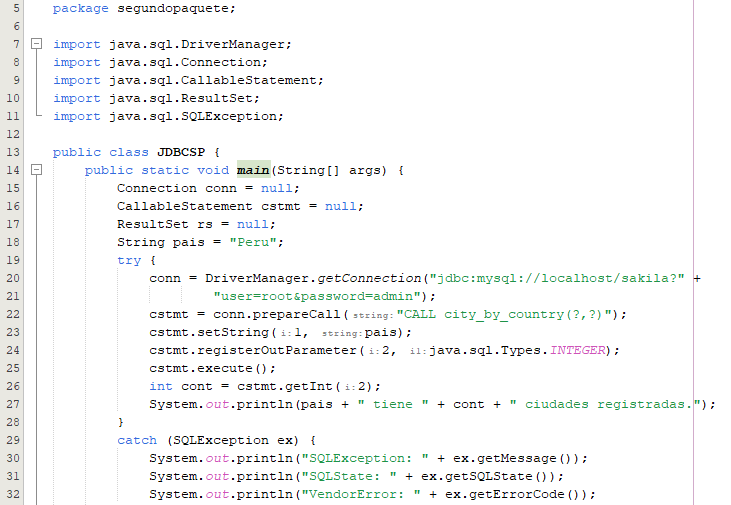 5 package segundopaquete;
6
7 import java.sql.DriverManager;
8 import java.sql.Connection;
9 import java.sql.CallableStatement;
10 import java.sql.ResultSet;
11 import java.sql.SQLException;
12
13 public class JDBCSP {
14 public static void main(String[] args) {
15 Connection conn = null;
16 CallableStatement cstmt = null;
17 ResultSet rs = null;
18 String pais = "Peru";
19 try {
20 conn = DriverManager.getConnection("jdbc:mysql://localhost/sakila?" +
21 "user=root&password=admin");
22 cstmt = conn.prepareCall(string:"CALL city_by_country(?,?)");
23 cstmt.setString(i:1, string:pais);
24 cstmt.registerOutParameter(i:2, i1:java.sql.Types.INTEGER);
25 cstmt.execute();
26 int cont = cstmt.getInt(i:2);
27 System.out.println(pais + " tiene " + cont + " ciudades registradas.");
28 }
29 catch (SQLException ex) {
30 System.out.println("SQLException: " + ex.getMessage());
31 System.out.println("SQLState: " + ex.getSQLState());
32 System.out.println("VendorError: " + ex.getErrorCode());